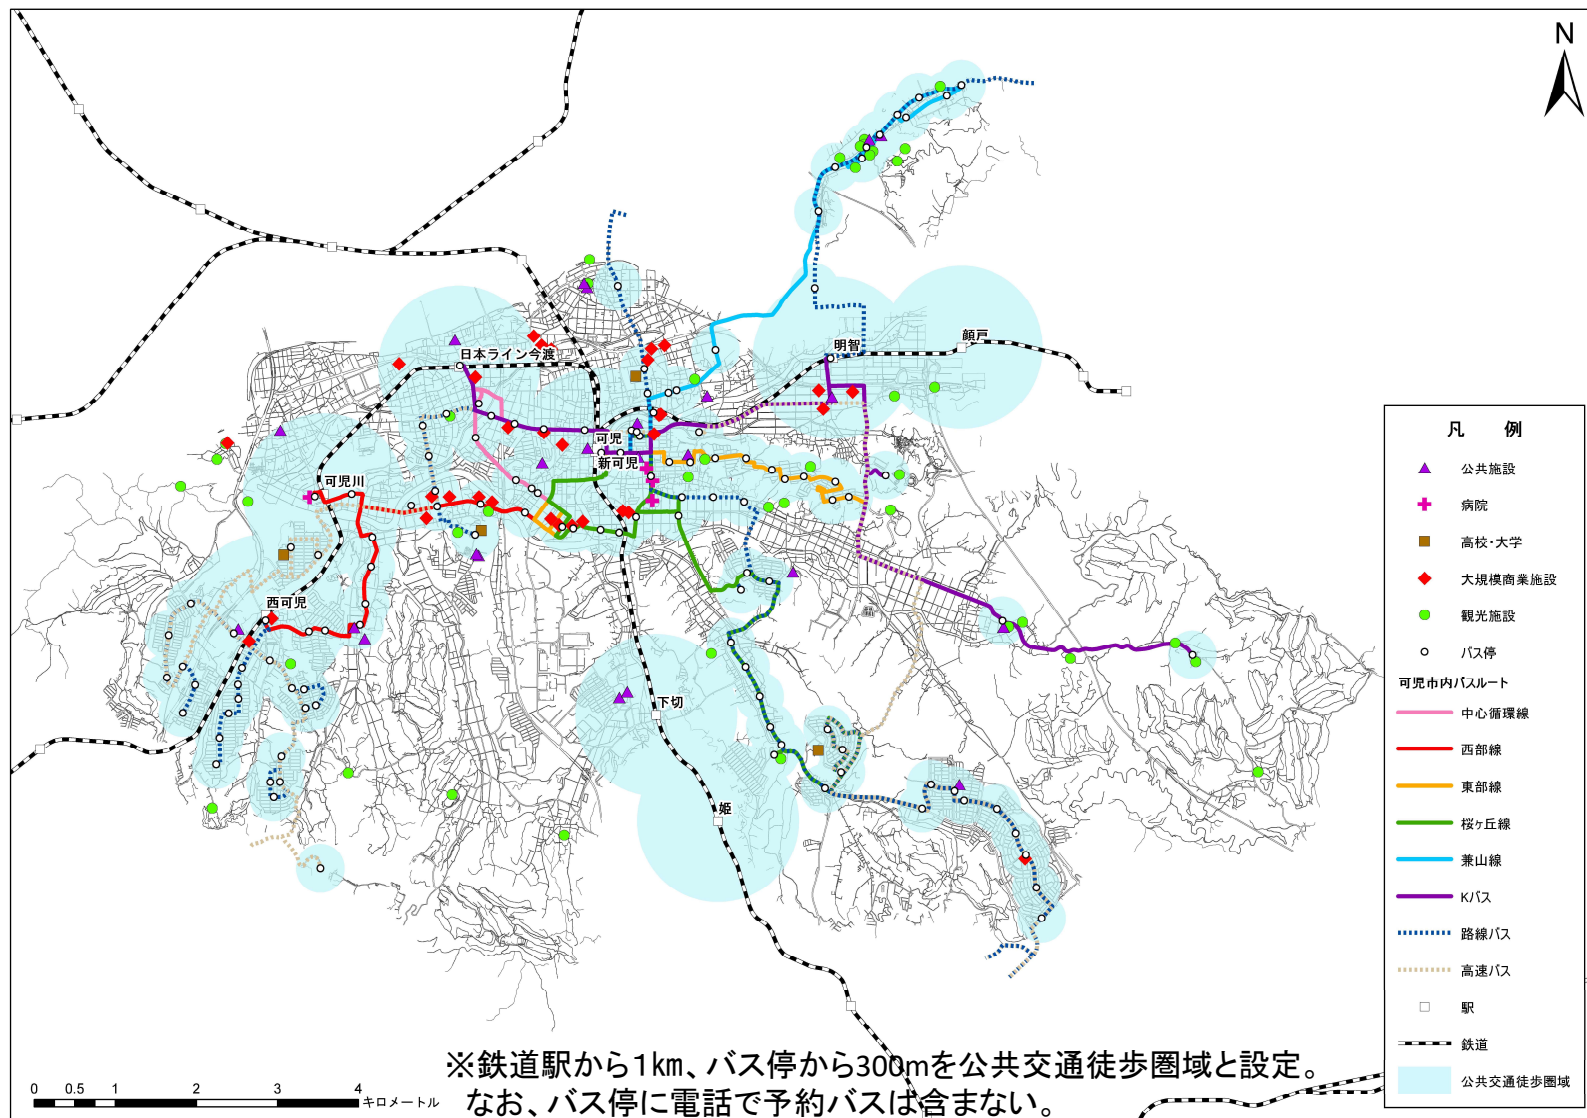 N
顔戸
明智
日本ライン今渡
可児
新可児
可児川
西可児
下切
姫
凡 例
公共施設
病院
高校・大学
大規模商業施設
観光施設
バス停
可児市内バスルート
中心循環線
西部線
東部線
桜ヶ丘線
兼山線
Kバス
路線バス
高速バス
駅
鉄道
公共交通徒歩圏域
※鉄道駅から1km、バス停から300mを公共交通徒歩圏域と設定。
なお、バス停に電話で予約バスは含まない。
0 0.5 1 2 3 4
キロメートル